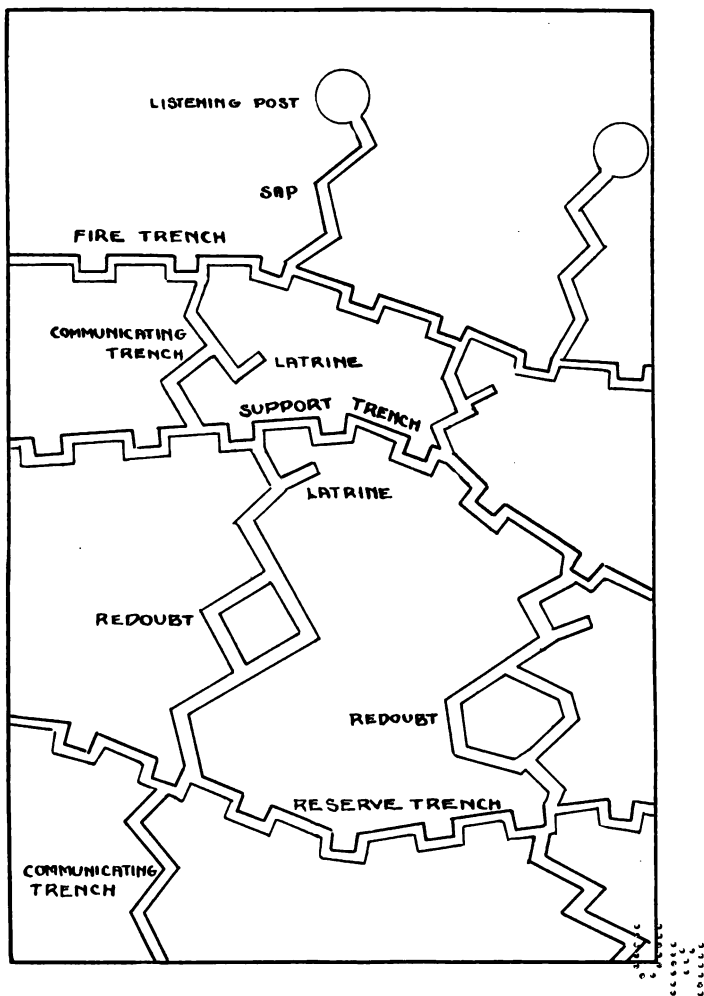 LISTENING POST
SAP
FIRE TRENCH
COMMUNICATING
TRENCH
LATRINE
SUPPORT TRENCH
LATRINE
REDOUBT
REDOUBT
RESERVE TRENCH
COMMUNICATING
TRENCH